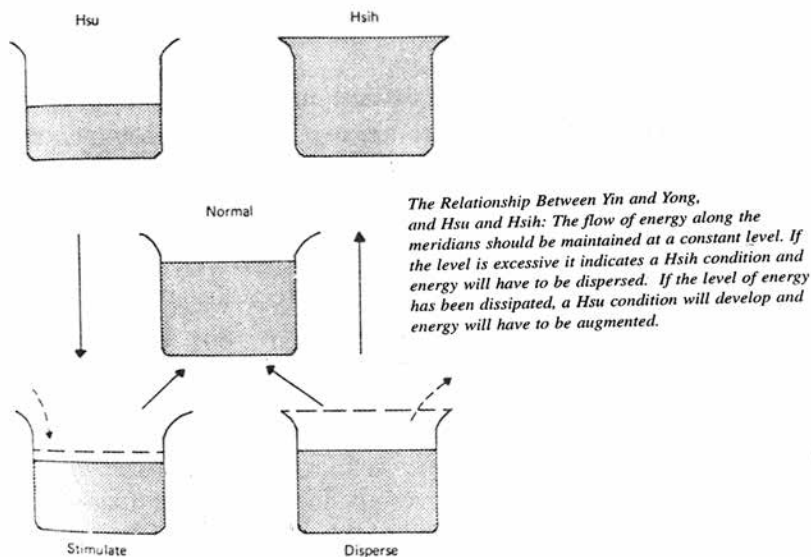 Hsu
Hsih
Normal
The Relationship Between Yin and Yong,
and Hsu and Hsih: The flow of energy along the
meridians should be maintained at a constant level. If
the level is excessive it indicates a Hsih condition and
energy will have to be dispersed. If the level of energy
has been dissipated, a Hsu condition will develop and
energy will have to be augmented.
Stimulate
Disperse